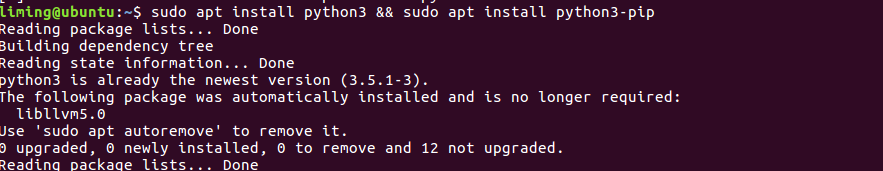 liming@ubuntu:~$ sudo apt install python3 && sudo apt install python3-pip
Reading package lists... Done
Building dependency tree
Reading state information... Done
python3 is already the newest version (3.5.1-3).
The following package was automatically installed and is no longer required:
  libllvm5.0
Use 'sudo apt autoremove' to remove it.
0 upgraded, 0 newly installed, 0 to remove and 12 not upgraded.
Reading package lists... Done